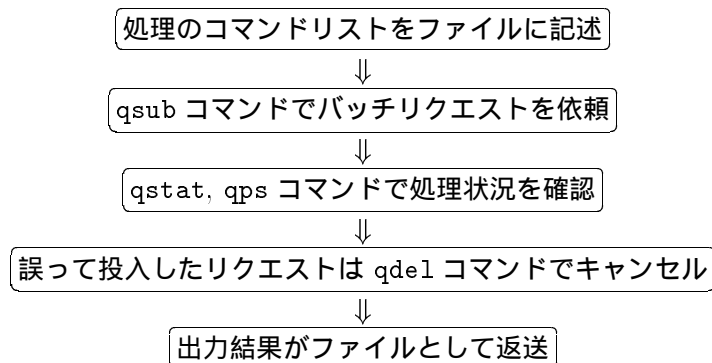 処理のコマンドリストをファイルに記述
⇓
qsub コマンドでバッチリクエストを依頼
⇓
qstat, qps コマンドで処理状況を確認
⇓
誤って投入したリクエストは qdel コマンドでキャンセル
⇓
出力結果がファイルとして返送